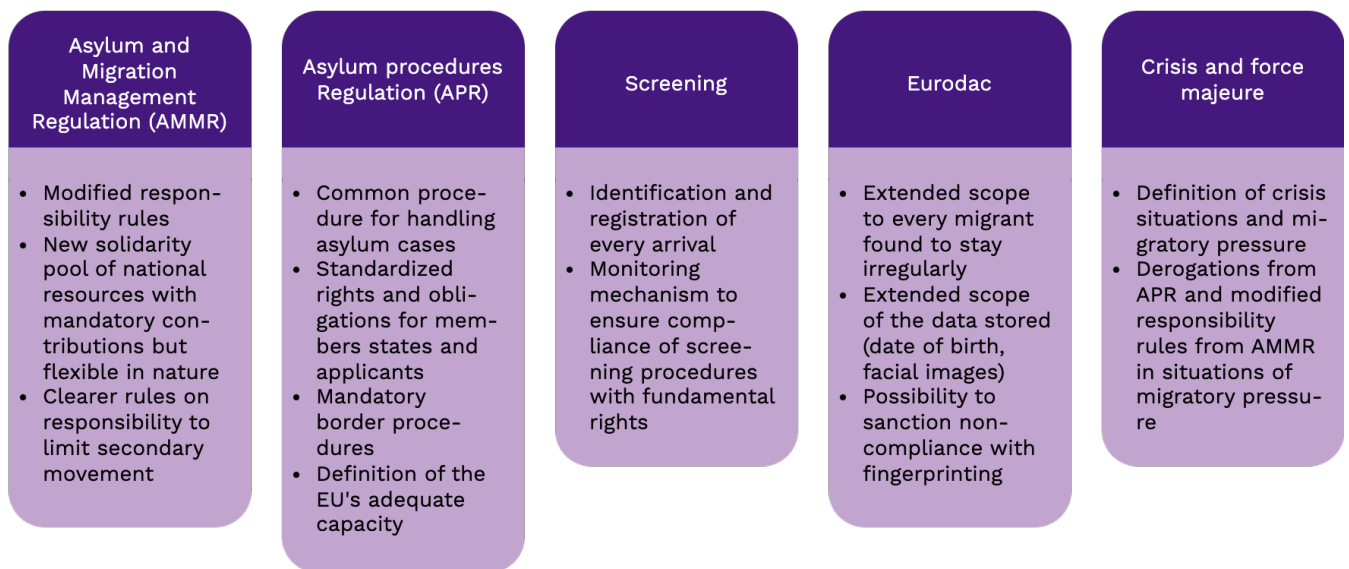 Asylum and
Migration
Management
Regulation (AMMR)
• Modified respon-
sibility rules
• New solidarity
pool of national
resources with
mandatory con-
tributions but
flexible in nature
• Clearer rules on
responsibility to
limit secondary
movement
Asylum procedures
Regulation (APR)
• Common proce-
dure for handling
asylum cases
• Standardized
rights and obli-
gations for mem-
bers states and
applicants
• Mandatory
border proce-
dures
• Definition of the
EU's adequate
capacity
Screening
• Identification and
registration of
every arrival
• Monitoring
mechanism to
ensure comp-
liance of scree-
ning procedures
with fundamental
rights
Eurodac
• Extended scope
to every migrant
found to stay
irregularly
• Extended scope
of the data stored
(date of birth,
facial images)
• Possibility to
sanction non-
compliance with
fingerprinting
Crisis and force
majeure
• Definition of crisis
situations and mi-
gratory pressure
• Derogations from
APR and modified
responsibility
rules from AMMR
in situations of
migratory pressu-
re